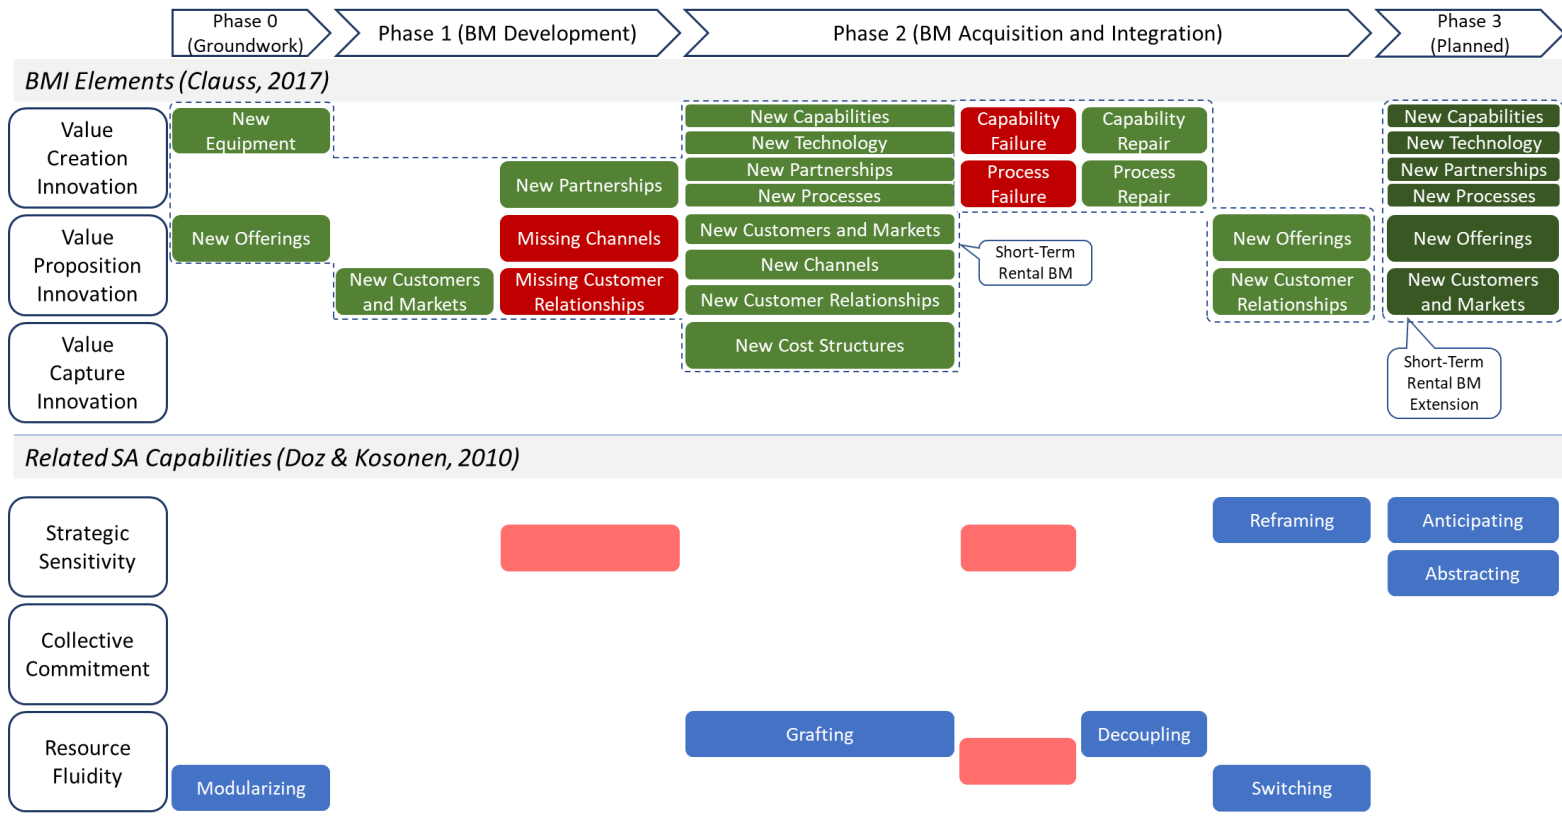 Phase 0
(Groundwork)
Phase 1 (BM Development)
Phase 2 (BM Acquisition and Integration)
Phase 3
(Planned)
BMI Elements (Clauss, 2017)
Value
Creation
Innovation
New
Equipment
New Partnerships
New Capabilities
New Technology
New Partnerships
New Processes
Capability
Failure
Process
Failure
Capability
Repair
Process
Repair
New Capabilities
New Technology
New Partnerships
New Processes
Value
Proposition
Innovation
New Offerings
New Customers
and Markets
Missing Channels
Missing Customer
Relationships
New Customers and Markets
New Channels
New Customer Relationships
Short-Term
Rental BM
New Offerings
New Customer
Relationships
New Offerings
New Customers
and Markets
Value
Capture
Innovation
New Cost Structures
Short-Term
Rental BM
Extension
Related SA Capabilities (Doz & Kosonen, 2010)
Strategic
Sensitivity
Reframing
Anticipating
Abstracting
Collective
Commitment
Resource
Fluidity
Modularizing
Grafting
Decoupling
Switching